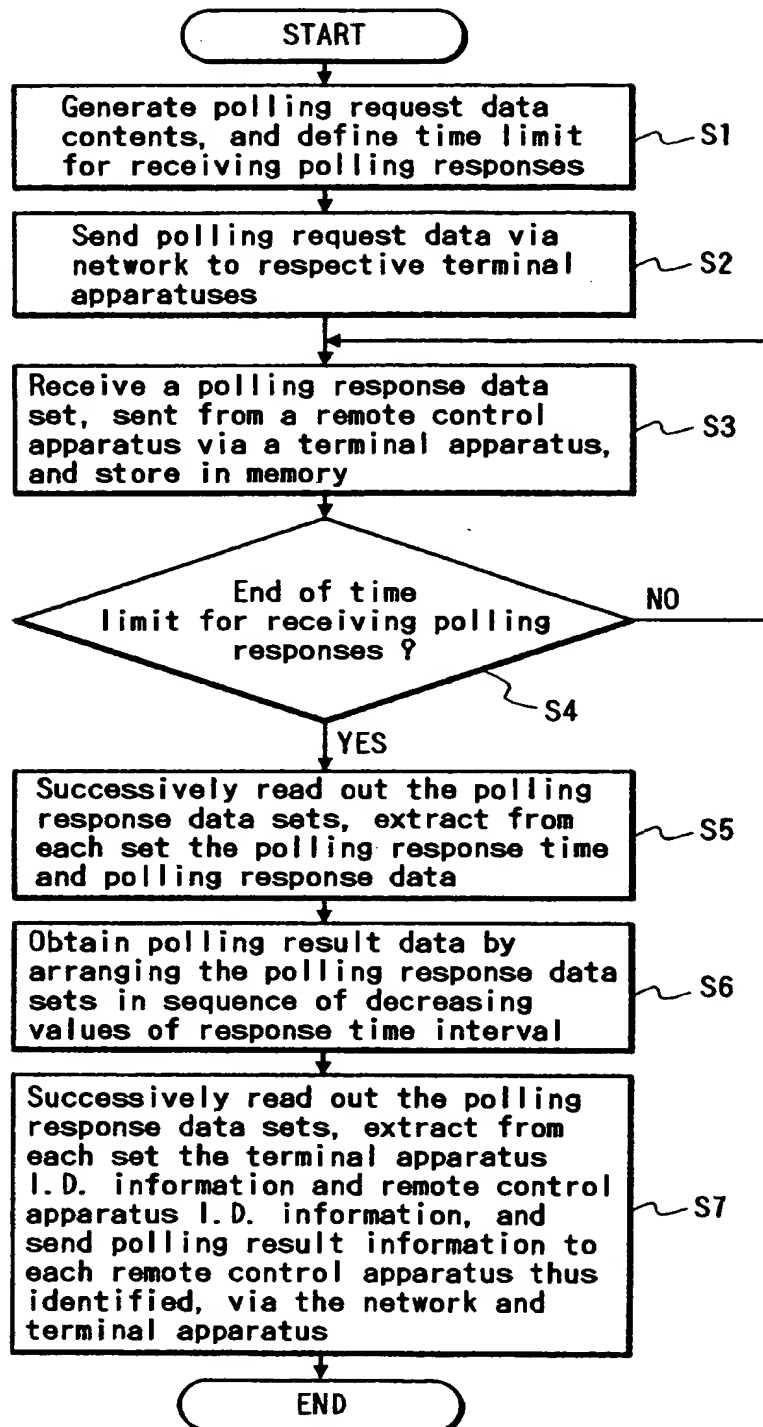 START
Generate polling request data
contents, and define time limit
for receiving polling responses
S1
Send polling request data via
network to respective terminal
apparatuses
S2
Receive a polling response data
set, sent from a remote control
apparatus via a terminal apparatus,
and store in memory
S3
End of time
limit for receiving polling
responses ?
NO
S4
YES
Successively read out the polling
response data sets, extract from
each set the polling response time
and polling response data
S5
Obtain polling result data by
arranging the polling response data
sets in sequence of decreasing
values of response time interval
S6
Successively read out the polling
response data sets, extract from
each set the terminal apparatus
I.D. information and remote control
apparatus I.D. information, and
send polling result information to
each remote control apparatus thus
identified, via the network and
terminal apparatus
S7
END